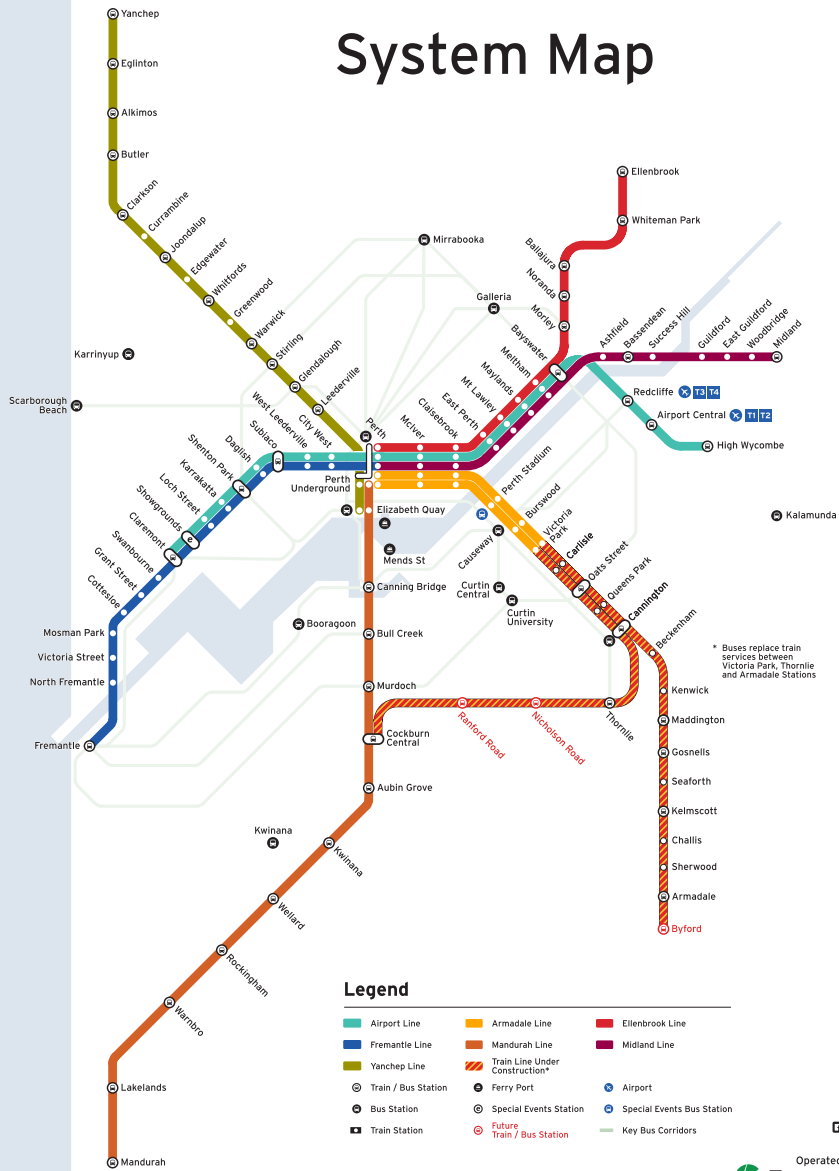 System Map
Yanchep
Eglinton
Alkimos
Butler
Clarkson
Currambine
Joondalup
Edgewater
Whitfords
Greenwood
Warwick
Stirling
Glendalough
Leederville
Karrinyup
Scarborough
Beach
Mirrabooka
Galleria
Ellenbrook
Whiteman Park
Ballajura
Noranda
Morley
Bayswater
Meltham
Maylands
Mt Lawley
East Perth
Claisebrook
McIver
Perth
Ashfield
Bassendean
Success Hill
Guildford
East Guildford
Woodbridge
Midland
Redcliffe
T3 T4
Airport Central
T1 T2
High Wycombe
City West
West Leederville
Subiaco
Daglish
Shenton Park
Karrakatta
Loch Street
Showgrounds
Claremont
Swanbourne
Grant Street
Cottesloe
Mosman Park
Victoria Street
North Fremantle
Fremantle
Perth
Underground
Elizabeth Quay
Mends St
Canning Bridge
Booragoon
Bull Creek
Murdoch
Cockburn
Central
Aubin Grove
Kwinana
Kwinana
Wellard
Rockingham
Warnbro
Lakelands
Mandurah
Perth Stadium
Burswood
Victoria
Park
Carlisle
Oats Street
Queens Park
Cannington
Beckenham
Causeway
Curtin
Central
Curtin
University
Kalamunda
* Buses replace train
services between
Victoria Park, Thornlie
and Armadale Stations
Kenwick
Maddington
Gosnells
Seaforth
Kelmscott
Challis
Sherwood
Armadale
Byford
Thornlie
Nicholson Road
Ranford Road
Legend
Airport Line
Armadale Line
Ellenbrook Line
Fremantle Line
Mandurah Line
Midland Line
Yanchep Line
Train Line Under
Construction*
Train / Bus Station
Ferry Port
Airport
Bus Station
Special Events Station
Special Events Bus Station
Train Station
Future
Train / Bus Station
Key Bus Corridors
Operated